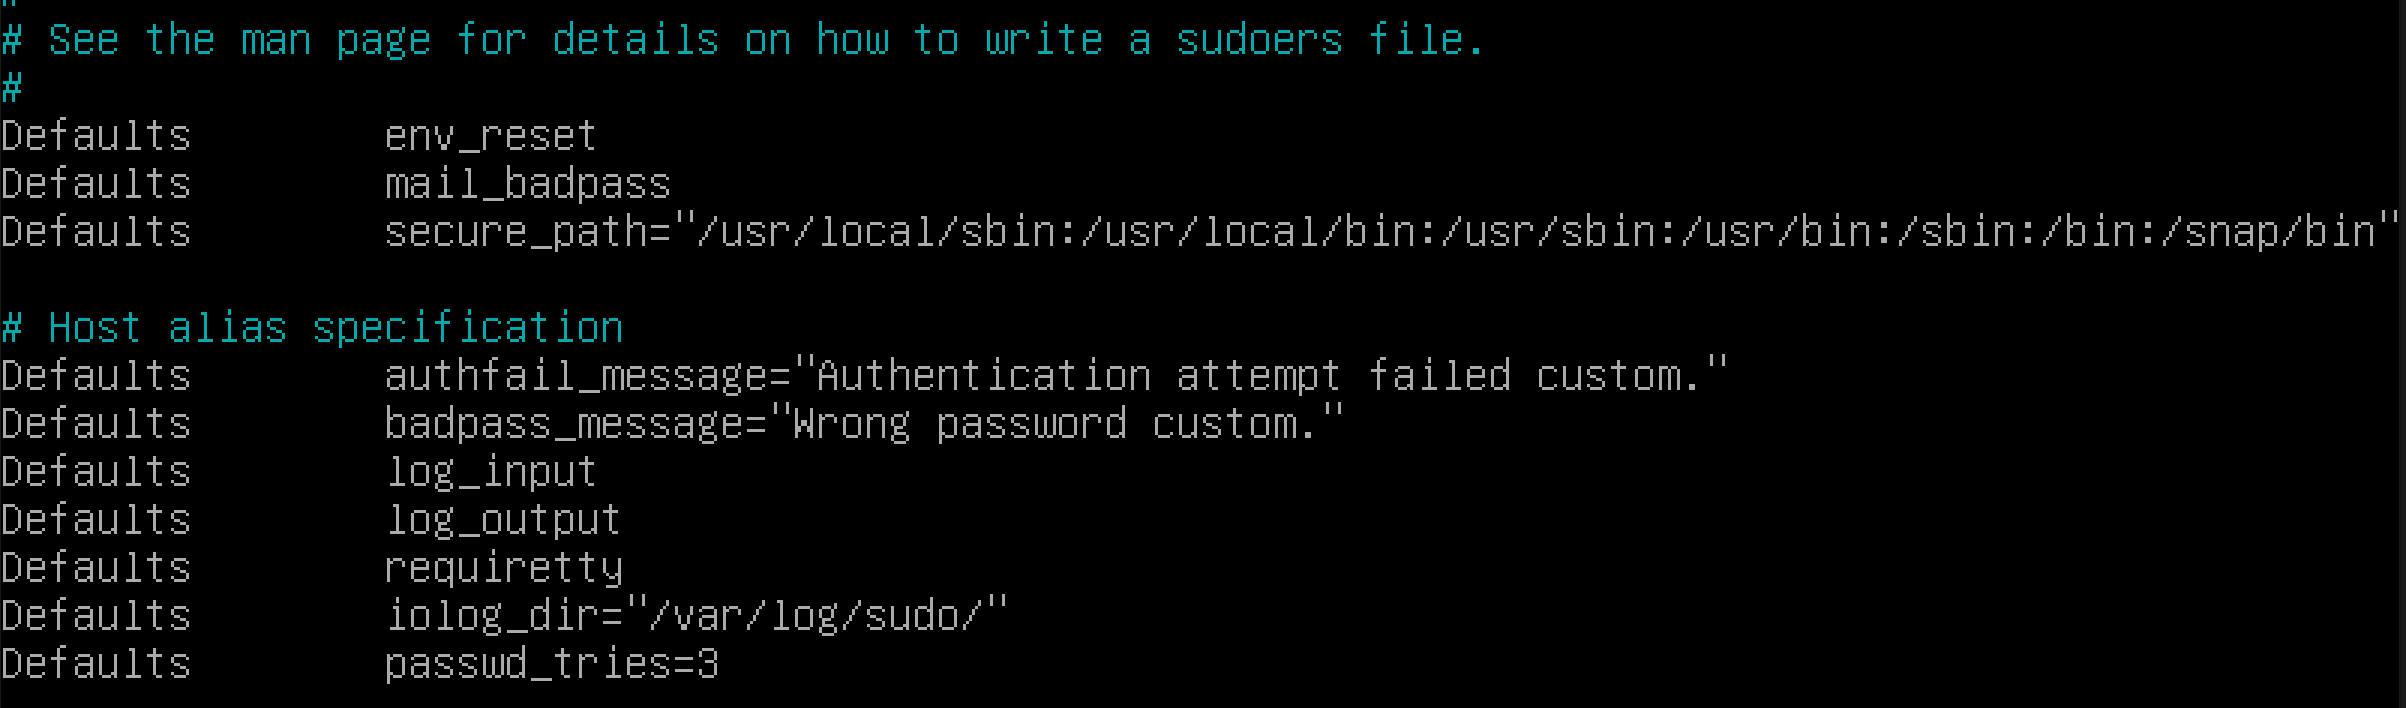 # See the man page for details on how to write a sudoers file.
#
Defaults        env_reset
Defaults        mail_badpass
Defaults        secure_path="/usr/local/sbin:/usr/local/bin:/usr/sbin:/usr/bin:/sbin:/bin:/snap/bin"

# Host alias specification
Defaults        authfail_message="Authentication attempt failed custom."
Defaults        badpass_message="Wrong password custom."
Defaults        log_input
Defaults        log_output
Defaults        requiretty
Defaults        iolog_dir="/var/log/sudo/"
Defaults        passwd_tries=3